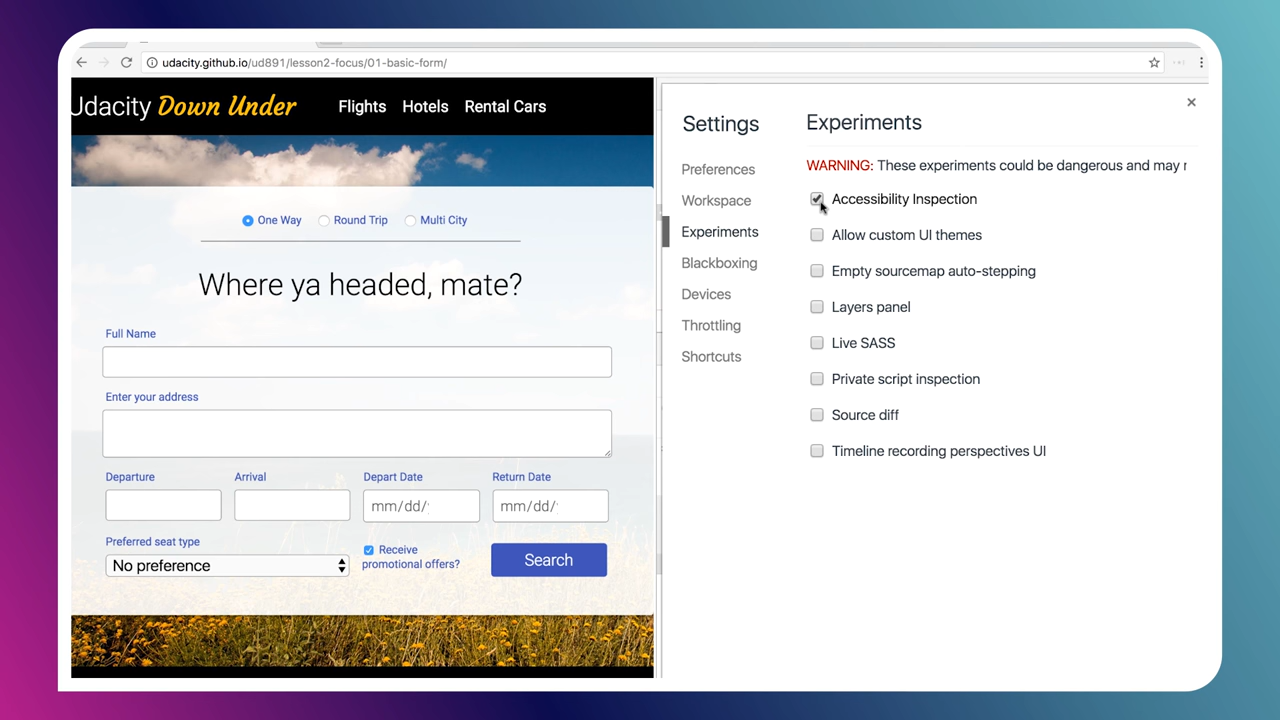 udacity.github.io/ud891/lesson2-focus/01-basic-form/
Udacity Down Under
Flights Hotels Rental Cars
One Way Round Trip Multi City
Where ya headed, mate?
Full Name
Enter your address
Departure Arrival Depart Date Return Date
mm/dd/ mm/dd/
Preferred seat type
No preference
Receive
promotional offers?
Search
Settings
Preferences
Workspace
Experiments
Blackboxing
Devices
Throttling
Shortcuts
Experiments
WARNING: These experiments could be dangerous and may
Accessibility Inspection
Allow custom UI themes
Empty sourcemap auto-stepping
Layers panel
Live SASS
Private script inspection
Source diff
Timeline recording perspectives UI